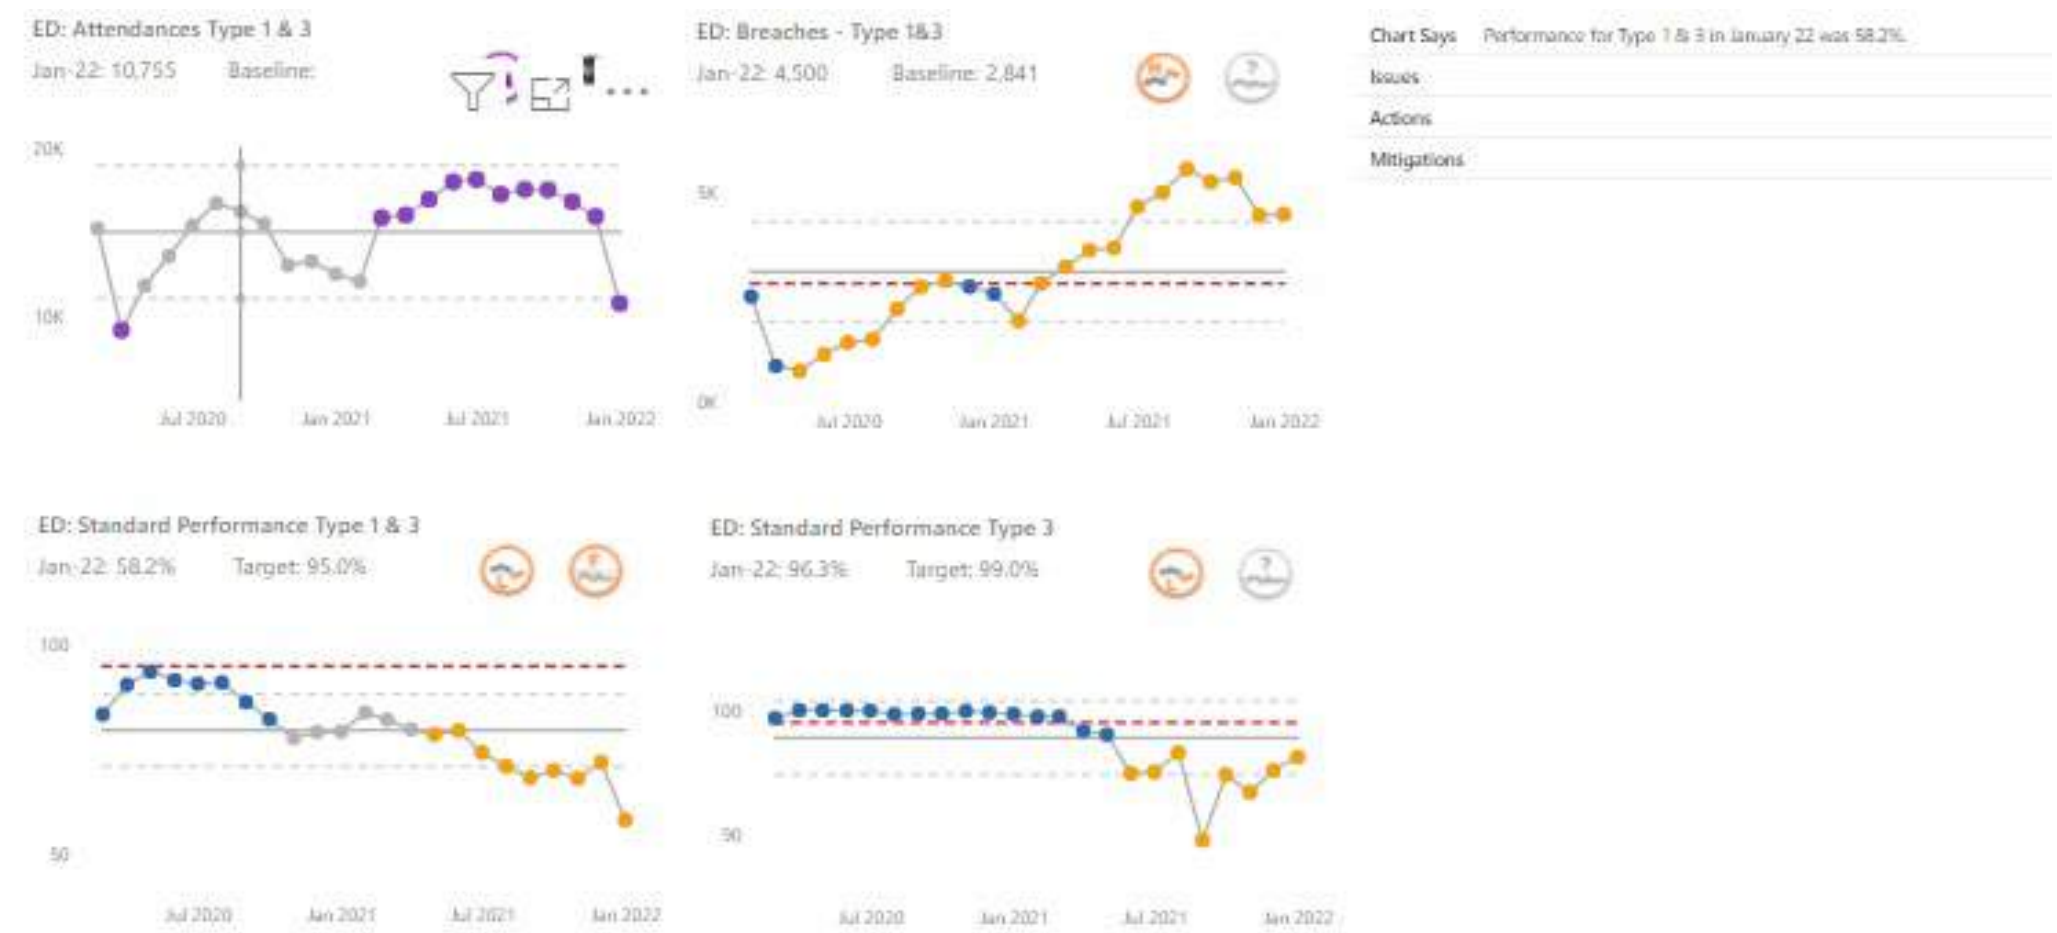 ED: Attendances Type 1 & 3
Jan-22: 10,755 Baseline:
20K
10K
Jul 2020 Jan 2021 Jul 2021 Jan 2022
ED: Breaches - Type 1&3
Jan-22: 4,500 Baseline: 2,841
H
?
5K
0K
Jul 2020 Jan 2021 Jul 2021 Jan 2022
Chart Says Performance for Type 1 & 3 in January 22 was 58.2%.
Issues
Actions
Mitigations
ED: Standard Performance Type 1 & 3
Jan-22: 58.2% Target: 95.0%
L
F
100
50
Jul 2020 Jan 2021 Jul 2021 Jan 2022
ED: Standard Performance Type 3
Jan-22: 96.3% Target: 99.0%
L
?
100
90
Jul 2020 Jan 2021 Jul 2021 Jan 2022